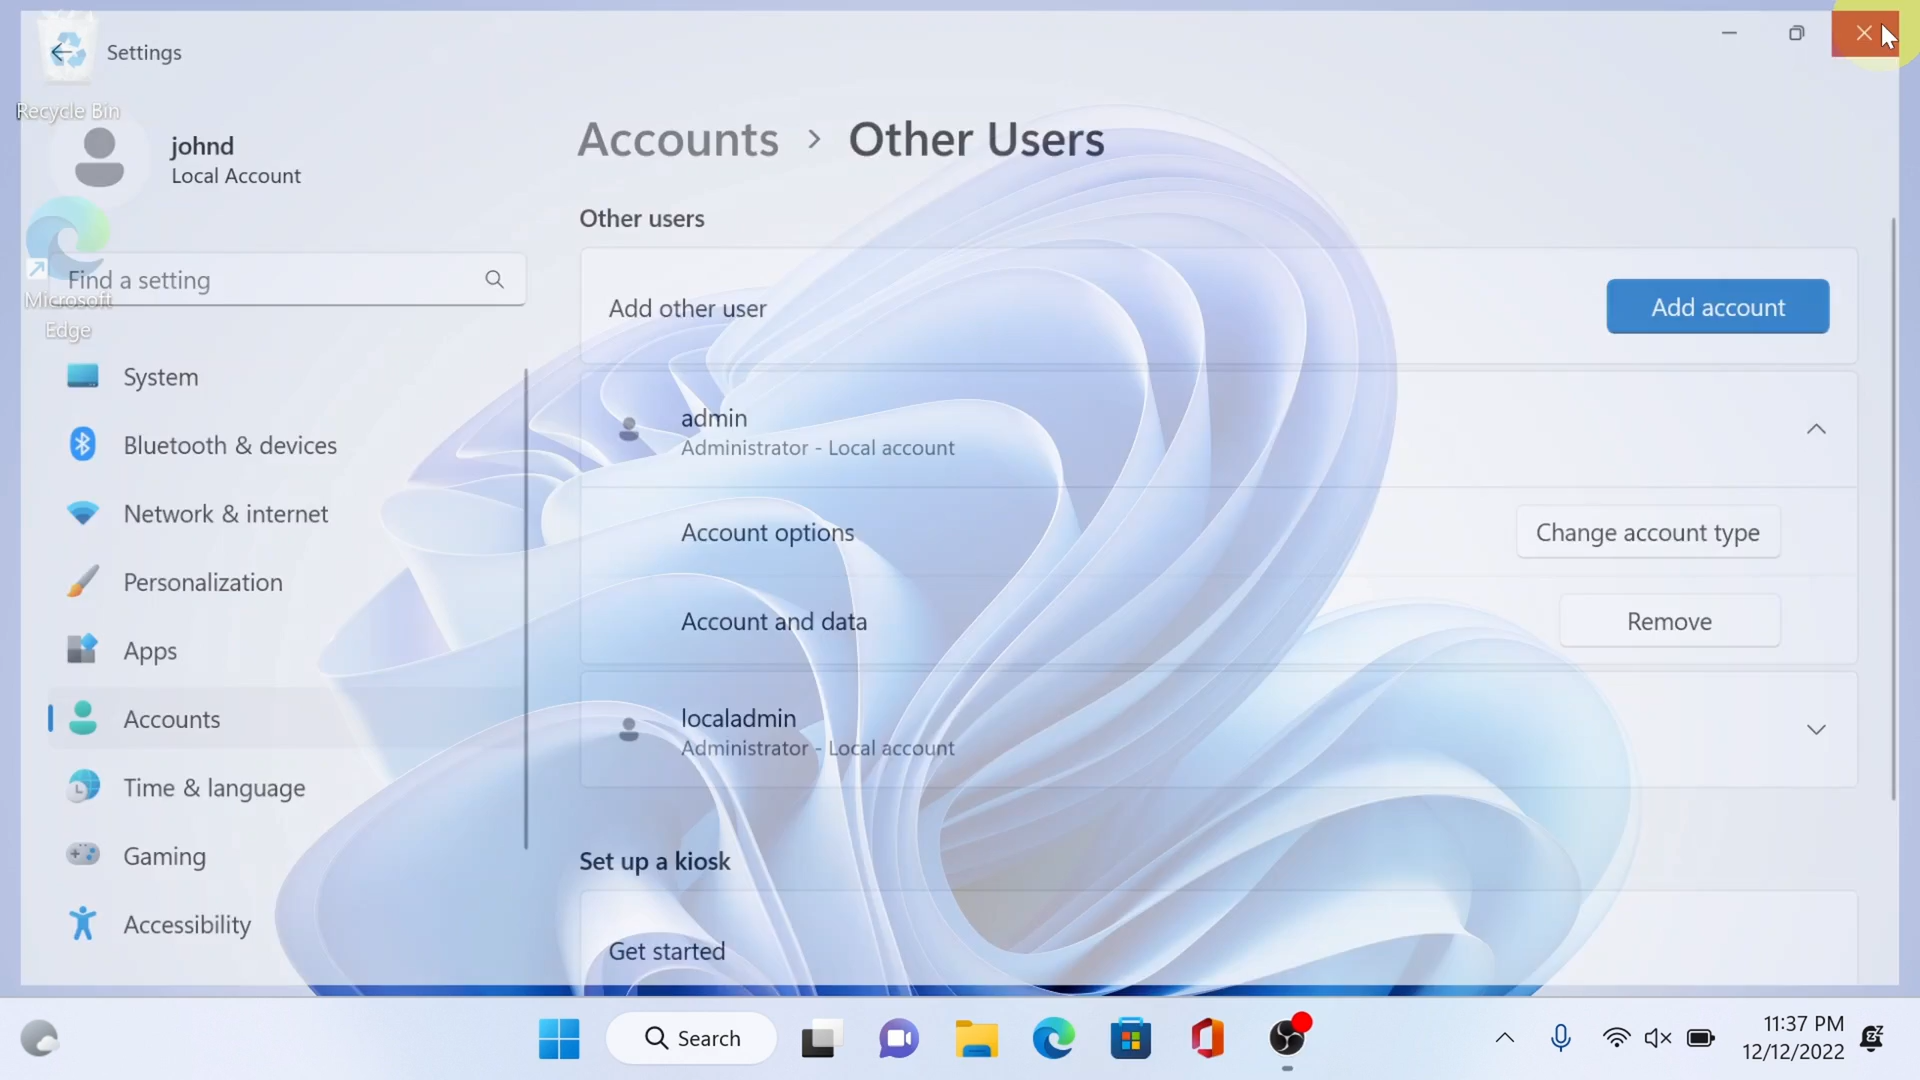 Settings
Recycle Bin
johnd
Local Account
Microsoft
Edge
Find a setting
System
Bluetooth & devices
Network & internet
Personalization
Apps
Accounts
Time & language
Gaming
Accessibility
Accounts > Other Users
Other users
Add other user
Add account
admin
Administrator - Local account
Account options
Change account type
Account and data
Remove
localadmin
Administrator - Local account
Set up a kiosk
Get started
Search
11:37 PM
12/12/2022